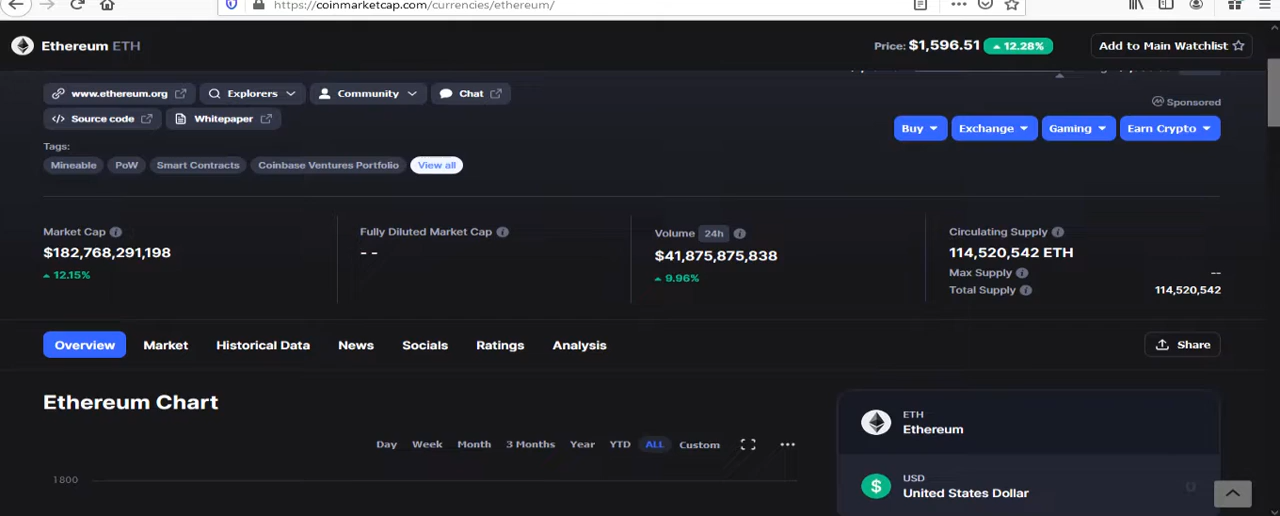 https://coinmarketcap.com/currencies/ethereum/
Ethereum ETH
Price: $1,596.51 12.28%
Add to Main Watchlist
www.ethereum.org Explorers Community Chat
Source code Whitepaper
Sponsored
Buy Exchange Gaming Earn Crypto
Tags:
Mineable PoW Smart Contracts Coinbase Ventures Portfolio View all
Market Cap
$182,768,291,198
12.15%
Fully Diluted Market Cap
- -
Volume 24h
$41,875,875,838
9.96%
Circulating Supply
114,520,542 ETH
Max Supply --
Total Supply 114,520,542
Overview Market Historical Data News Socials Ratings Analysis Share
Ethereum Chart
Day Week Month 3 Months Year YTD ALL Custom
1800
ETH
Ethereum
USD
United States Dollar